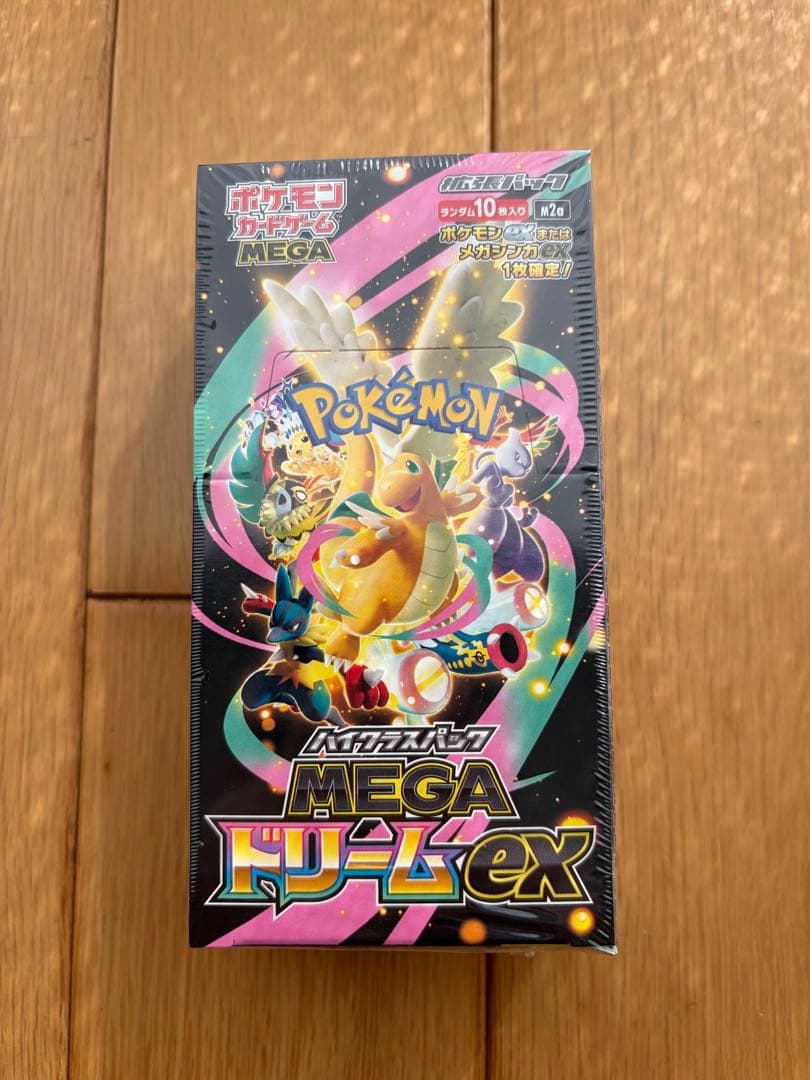 ポケモン
カードゲーム
MEGA
拡張パック
ランダム10枚入り M2a
ポケモンexまたは
メガシンカex
1枚確定!
POKÉMON
ハイクラスパック
MEGA
ドリームex